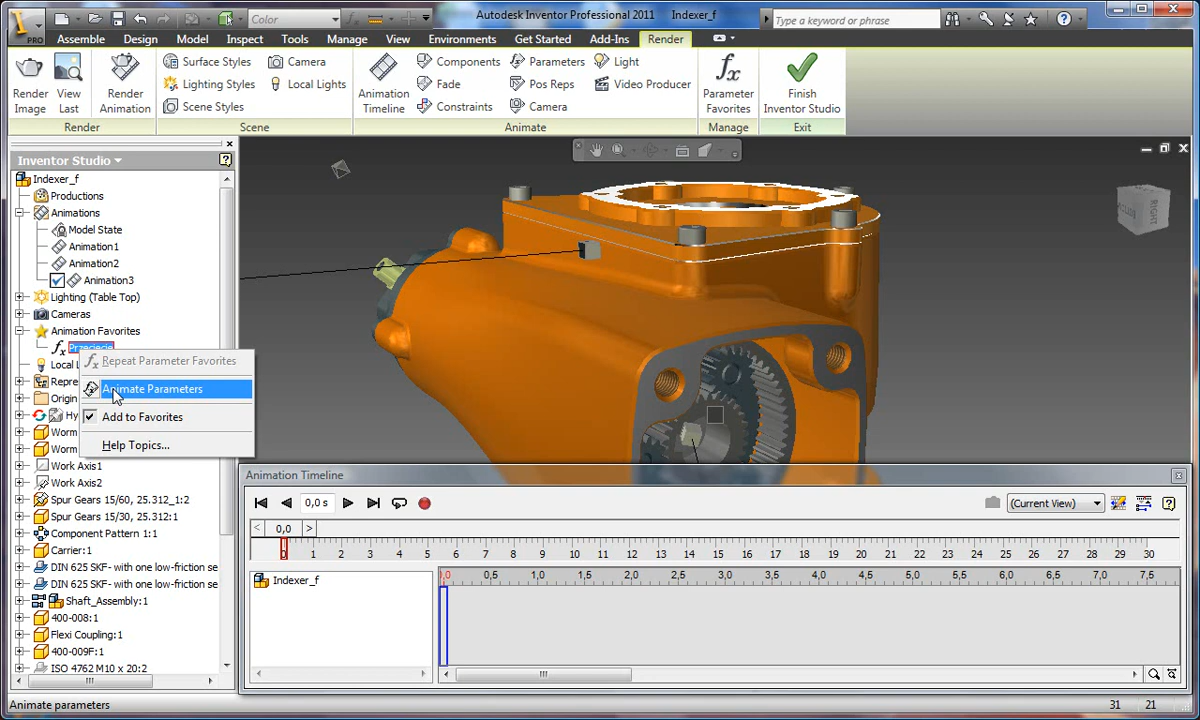 Color
Autodesk Inventor Professional 2011 Indexer_f
Type a keyword or phrase
PRO
Assembly Design Model Inspect Tools Manage View Environments Get Started Add-Ins Render
Render Image
View Last
Render Animation
Surface Styles
Lighting Styles
Scene Styles
Camera
Local Lights
Animation Timeline
Components
Fade
Constraints
Parameters
Pos Reps
Camera
Light
Video Producer
Parameter Favorites
Finish Inventor Studio
Render Scene Animate Manage Exit
Inventor Studio
Indexer_f
Productions
Animations
Model State
Animation1
Animation2
Animation3
Lighting (Table Top)
Cameras
Animation Favorites
Przeciecie
Local L
Repre
Origin
Hy
Worm
Worm
Work Axis1
Work Axis2
Spur Gears 15/60, 25.312_1:2
Spur Gears 15/30, 25.312:1
Component Pattern 1:1
Carrier:1
DIN 625 SKF- with one low-friction se
DIN 625 SKF- with one low-friction se
Shaft_Assembly:1
400-008:1
Flexi Coupling:1
400-009F:1
ISO 4762 M10 x 20:2
Repeat Parameter Favorites
Animate Parameters
Add to Favorites
Help Topics...
RIGHT
Animation Timeline
0,0 s
(Current View)
< 0,0 >
0 1 2 3 4 5 6 7 8 9 10 11 12 13 14 15 16 17 18 19 20 21 22 23 24 25 26 27 28 29 30
Indexer_f
0,5 1,0 1,5 2,0 2,5 3,0 3,5 4,0 4,5 5,0 5,5 6,0 6,5 7,0 7,5
Animate parameters
31 21